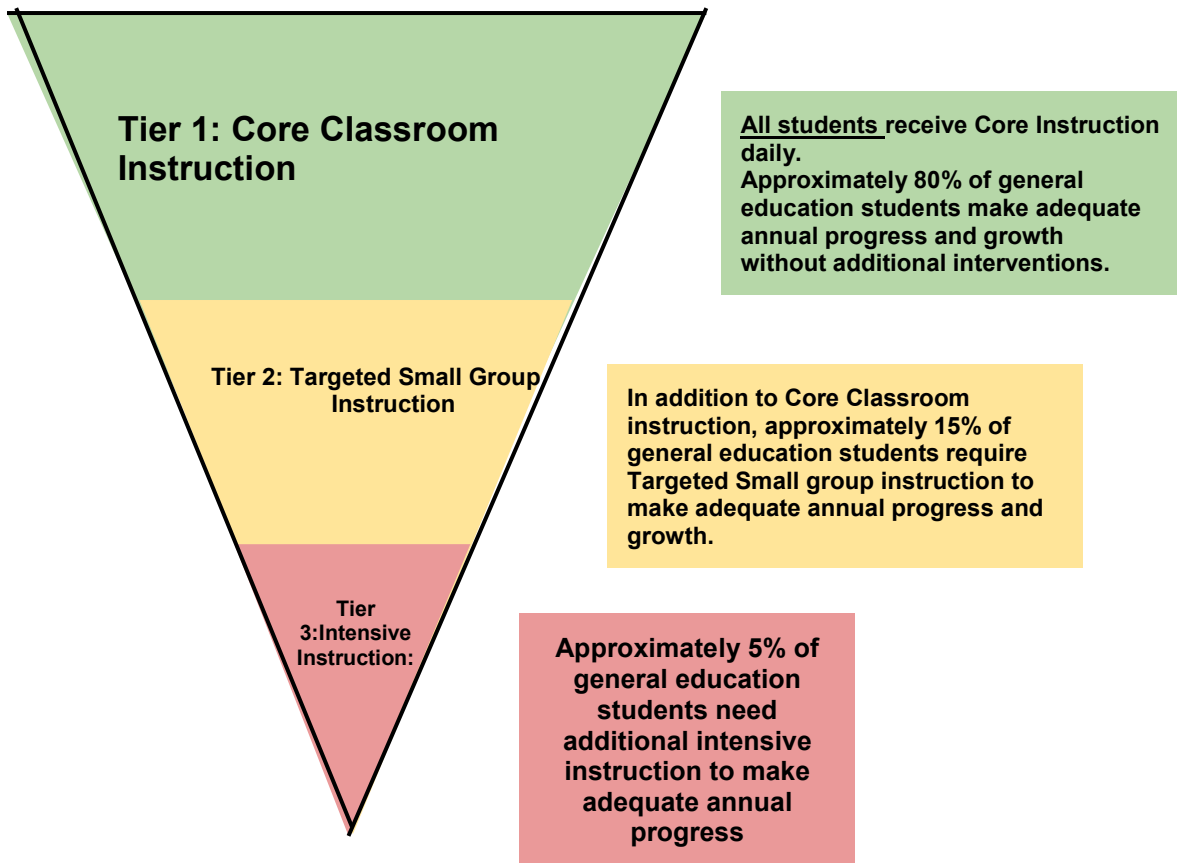 Tier 1: Core Classroom
Instruction
All students receive Core Instruction
daily.
Approximately 80% of general
education students make adequate
annual progress and growth
without additional interventions.
Tier 2: Targeted Small Group
Instruction
In addition to Core Classroom
instruction, approximately 15% of
general education students require
Targeted Small group instruction to
make adequate annual progress and
growth.
Tier
3:Intensive
Instruction:
Approximately 5% of
general education
students need
additional intensive
instruction to make
adequate annual
progress